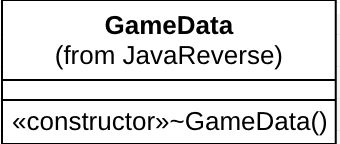 GameData
(from JavaReverse)
«constructor»~GameData()